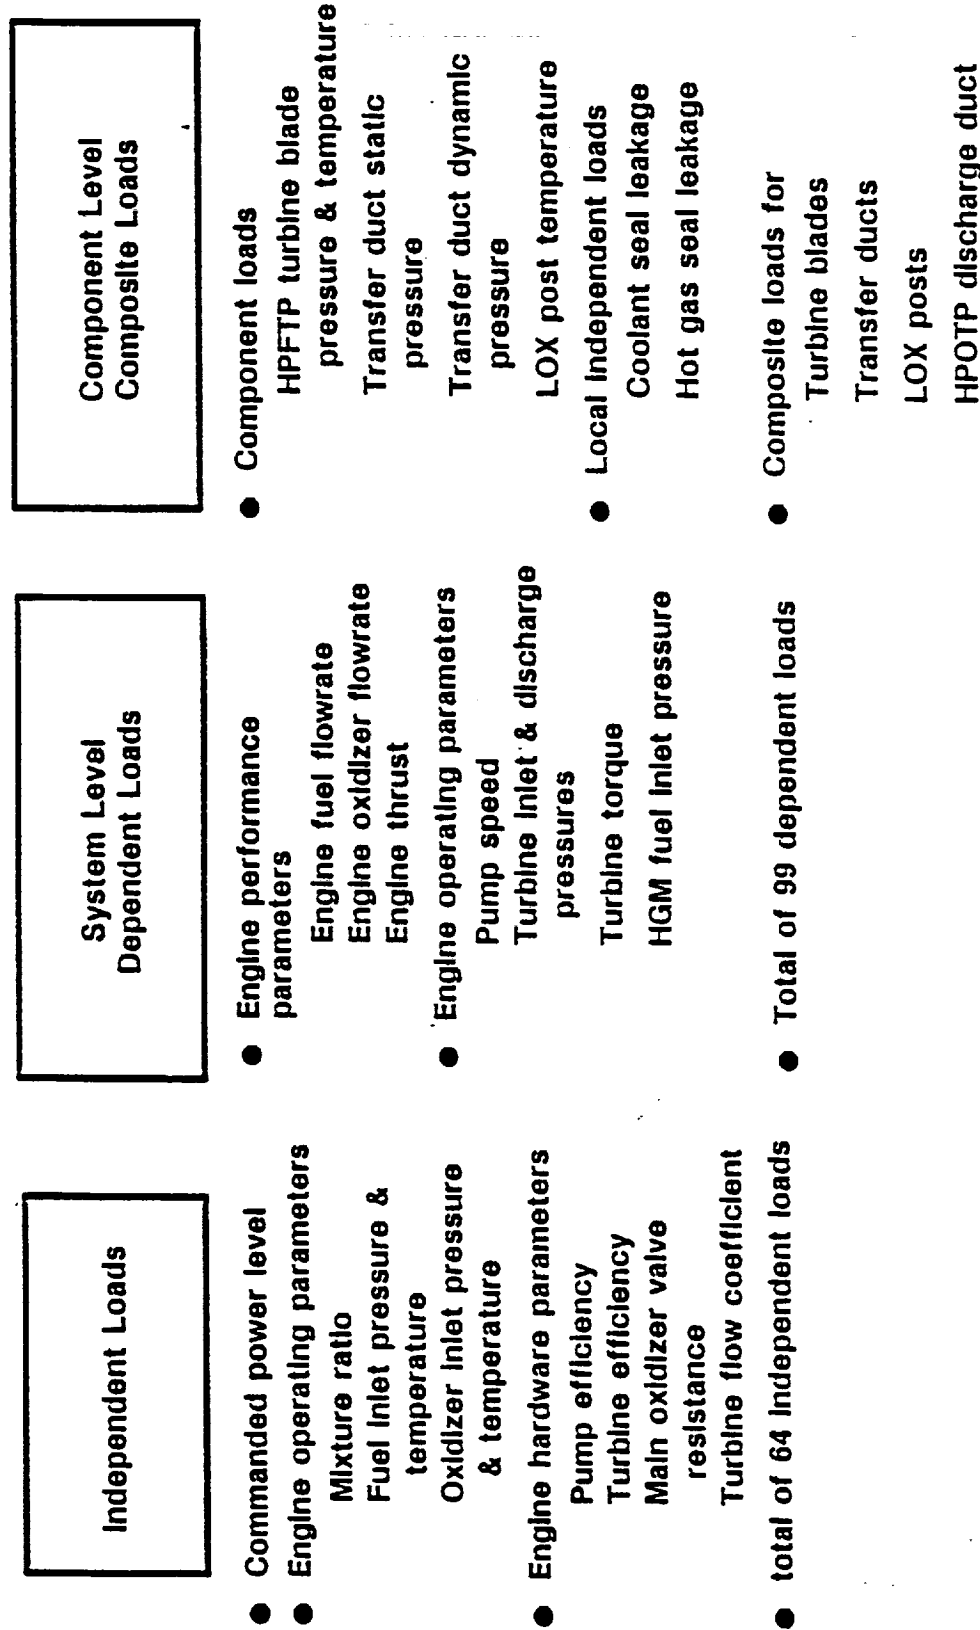 Independent Loads
● Commanded power level
● Engine operating parameters
Mixture ratio
Fuel inlet pressure &
temperature
Oxidizer inlet pressure
& temperature
● Engine hardware parameters
Pump efficiency
Turbine efficiency
Main oxidizer valve
resistance
Turbine flow coefficient
● total of 64 independent loads
System Level
Dependent Loads
● Engine performance
parameters
Engine fuel flowrate
Engine oxidizer flowrate
Engine thrust
● Engine operating parameters
Pump speed
Turbine inlet & discharge
pressures
Turbine torque
HGM fuel inlet pressure
● Total of 99 dependent loads
Component Level
Composite Loads
● Component loads
HPFTP turbine blade
pressure & temperature
Transfer duct static
pressure
Transfer duct dynamic
pressure
LOX post temperature
● Local independent loads
Coolant seal leakage
Hot gas seal leakage
● Composite loads for
Turbine blades
Transfer ducts
LOX posts
HPOTP discharge duct